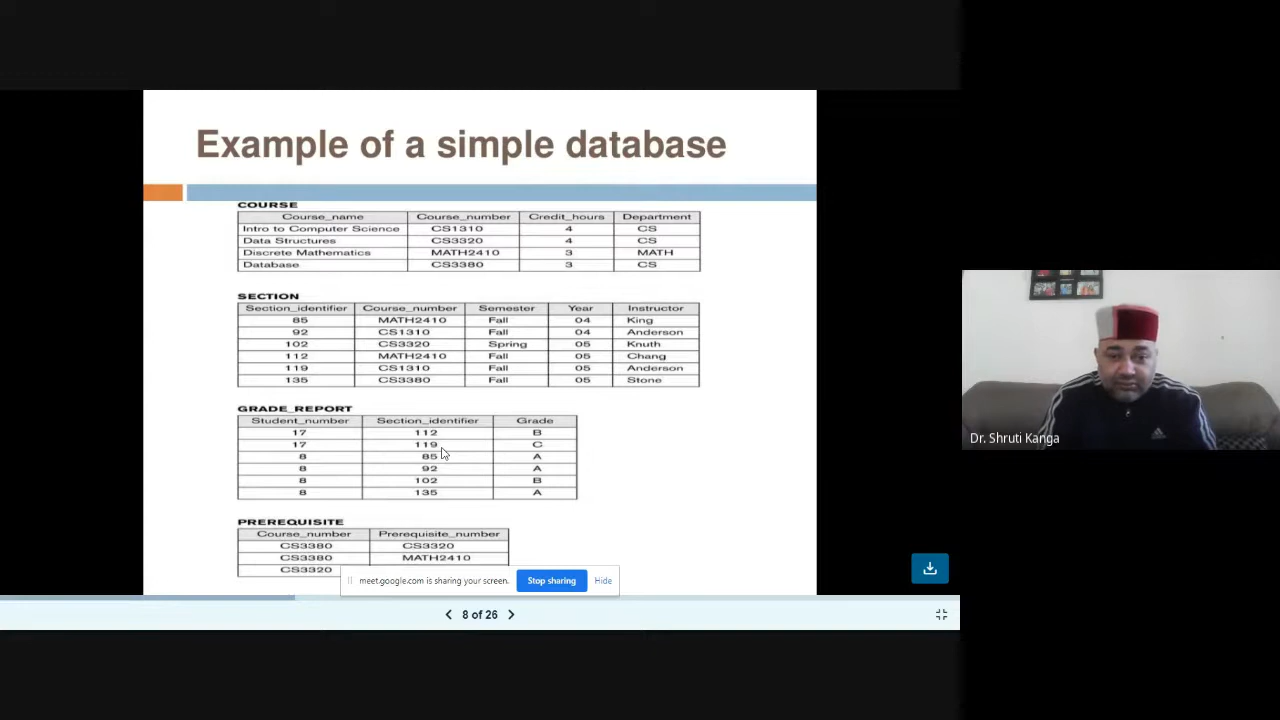 Example of a simple database
COURSE
Course_name Course_number Credit_hours Department
Intro to Computer Science CS1310 4 CS
Data Structures CS3320 4 CS
Discrete Mathematics MATH2410 3 MATH
Database CS3380 3 CS
SECTION
Section_identifier Course_number Semester Year Instructor
85 MATH2410 Fall 04 King
92 CS1310 Fall 04 Anderson
102 CS3320 Spring 05 Knuth
112 MATH2410 Fall 05 Chang
119 CS1310 Fall 05 Anderson
135 CS3380 Fall 05 Stone
GRADE_REPORT
Student_number Section_identifier Grade
17 112 B
17 119 C
8 85 A
8 92 A
8 102 B
8 135 A
PREREQUISITE
Course_number Prerequisite_number
CS3380 CS3320
CS3380 MATH2410
CS3320
meet.google.com is sharing your screen. Stop sharing Hide
8 of 26
Dr. Shruti Kanga